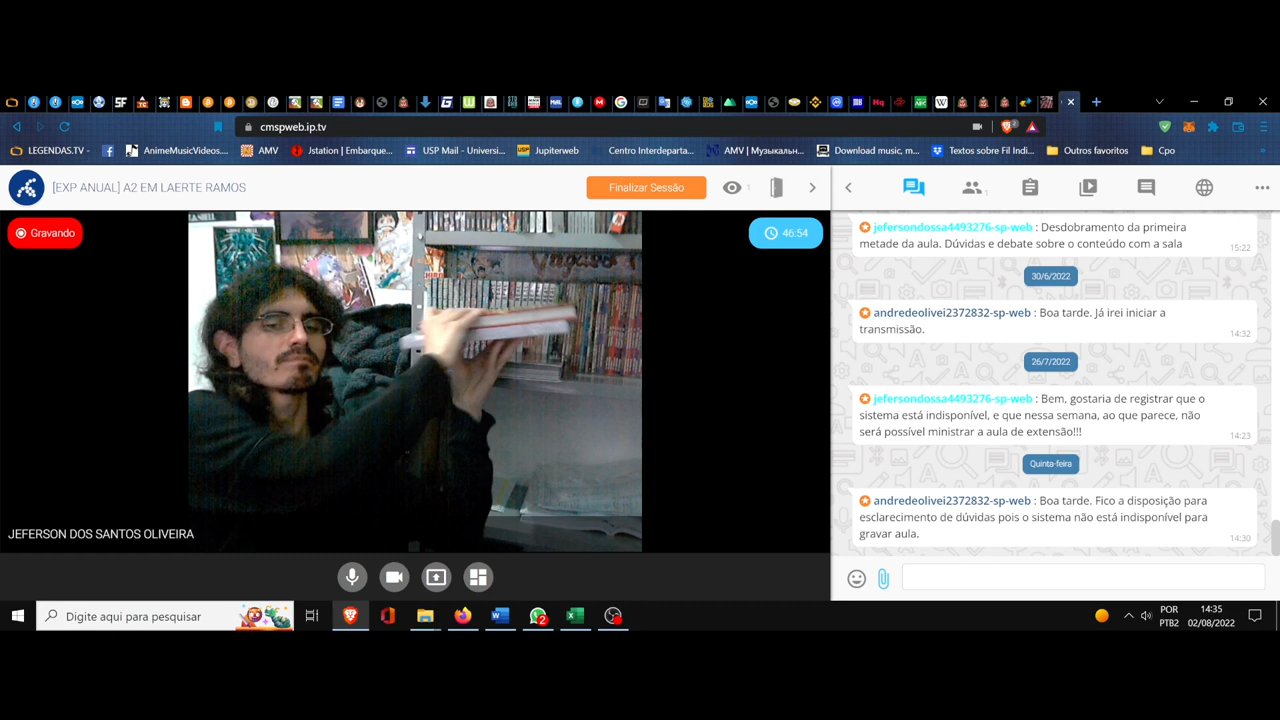 cmspweb.ip.tv
LEGENDAS.TV -
AnimeMusicVideos...
AMV
Jstation | Embarque...
USP Mail - Universi...
Jupiterweb
Centro Interdeparta...
AMV | Музыкальн...
Download music, m...
Textos sobre Fil Indi...
Outros favoritos
Cpo
[EXP ANUAL] A2 EM LAERTE RAMOS
Finalizar Sessão
1
1
Gravando
46:54
JEFERSON DOS SANTOS OLIVEIRA
jefersondossa4493276-sp-web : Desdobramento da primeira
metade da aula. Dúvidas e debate sobre o conteúdo com a sala
15:22
30/6/2022
andredeolivei2372832-sp-web : Boa tarde. Já irei iniciar a
transmissão.
14:32
26/7/2022
jefersondossa4493276-sp-web : Bem, gostaria de registrar que o
sistema está indisponível, e que nessa semana, ao que parece, não
será possível ministrar a aula de extensão!!!
14:23
Quinta-feira
andredeolivei2372832-sp-web : Boa tarde. Fico a disposição para
esclarecimento de dúvidas pois o sistema não está indisponível para
gravar aula.
14:30
Digite aqui para pesquisar
2
POR
PTB2
14:35
02/08/2022